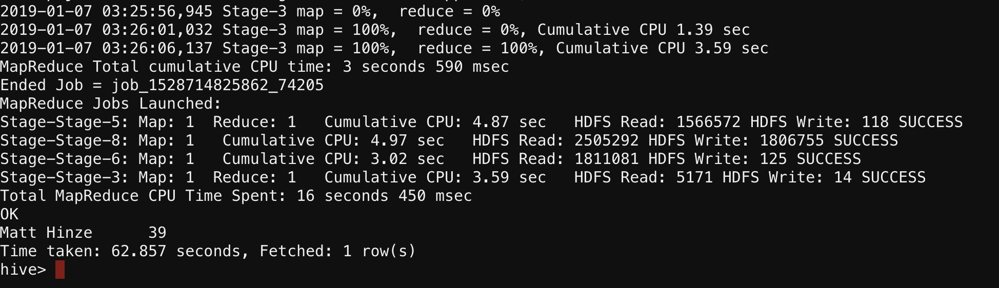 2019-01-07 03:25:56,945 Stage-3 map = 0%,  reduce = 0%
2019-01-07 03:26:01,032 Stage-3 map = 100%,  reduce = 0%, Cumulative CPU 1.39 sec
2019-01-07 03:26:06,137 Stage-3 map = 100%,  reduce = 100%, Cumulative CPU 3.59 sec
MapReduce Total cumulative CPU time: 3 seconds 590 msec
Ended Job = job_1528714825862_74205
MapReduce Jobs Launched:
Stage-Stage-5: Map: 1  Reduce: 1   Cumulative CPU: 4.87 sec   HDFS Read: 1566572 HDFS Write: 118 SUCCESS
Stage-Stage-8: Map: 1   Cumulative CPU: 4.97 sec   HDFS Read: 2505292 HDFS Write: 1806755 SUCCESS
Stage-Stage-6: Map: 1   Cumulative CPU: 3.02 sec   HDFS Read: 1811081 HDFS Write: 125 SUCCESS
Stage-Stage-3: Map: 1  Reduce: 1   Cumulative CPU: 3.59 sec   HDFS Read: 5171 HDFS Write: 14 SUCCESS
Total MapReduce CPU Time Spent: 16 seconds 450 msec
OK
Matt Hinze      39
Time taken: 62.857 seconds, Fetched: 1 row(s)
hive>